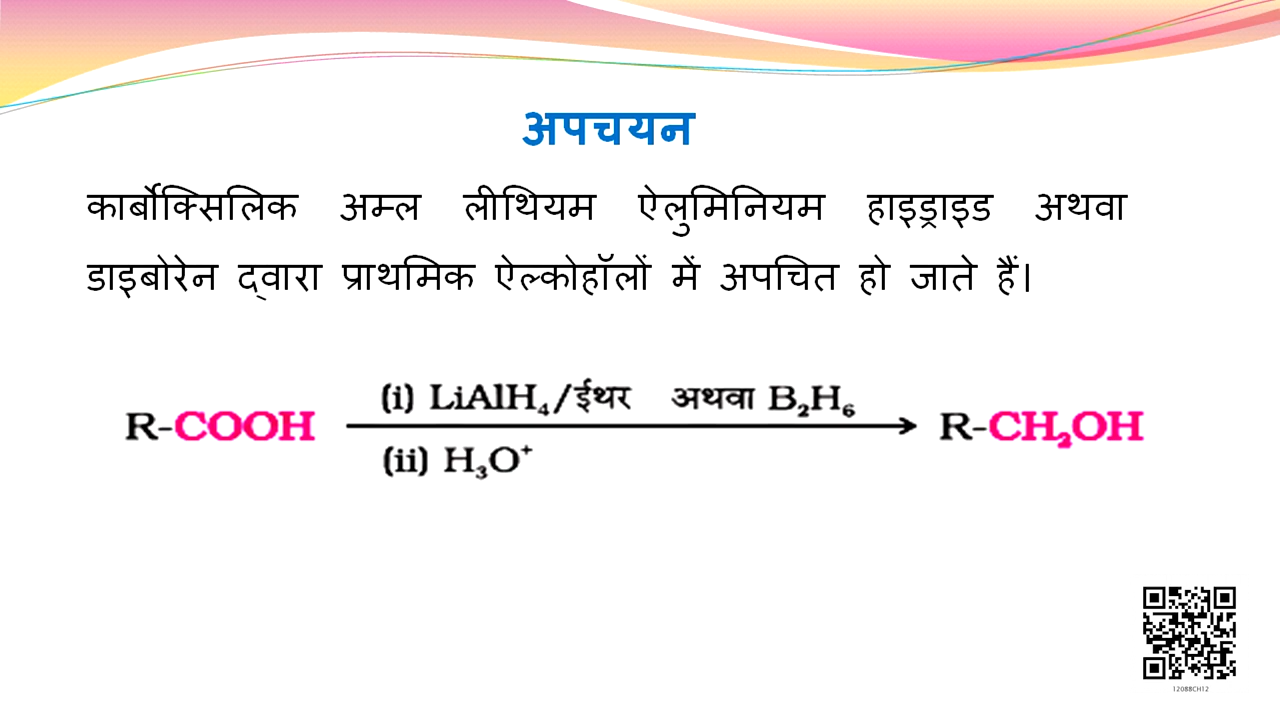 अपचयन
कार्बोक्सिलिक अम्ल लीथियम ऐलुमिनियम हाइड्राइड अथवा
डाइबोरेन द्वारा प्राथमिक ऐल्कोहॉलों में अपचित हो जाते हैं।
(i) LiAlH₄/ईथर अथवा B₂H₆
R-COOH R-CH₂OH
(ii) H₃O⁺
12088CH12